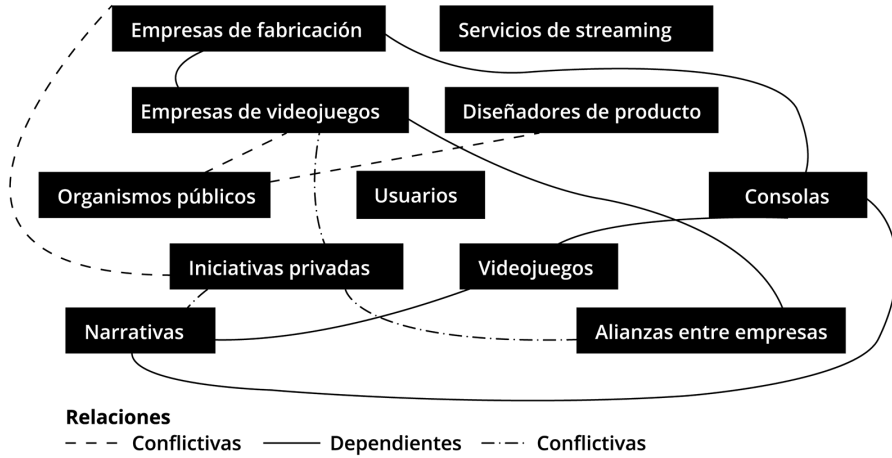 Empresas de fabricación
Servicios de streaming
Empresas de videojuegos
Diseñadores de producto
Organismos públicos
Usuarios
Consolas
Iniciativas privadas
Videojuegos
Narrativas
Alianzas entre empresas
Relaciones
Conflictivas
Dependientes
Conflictivas